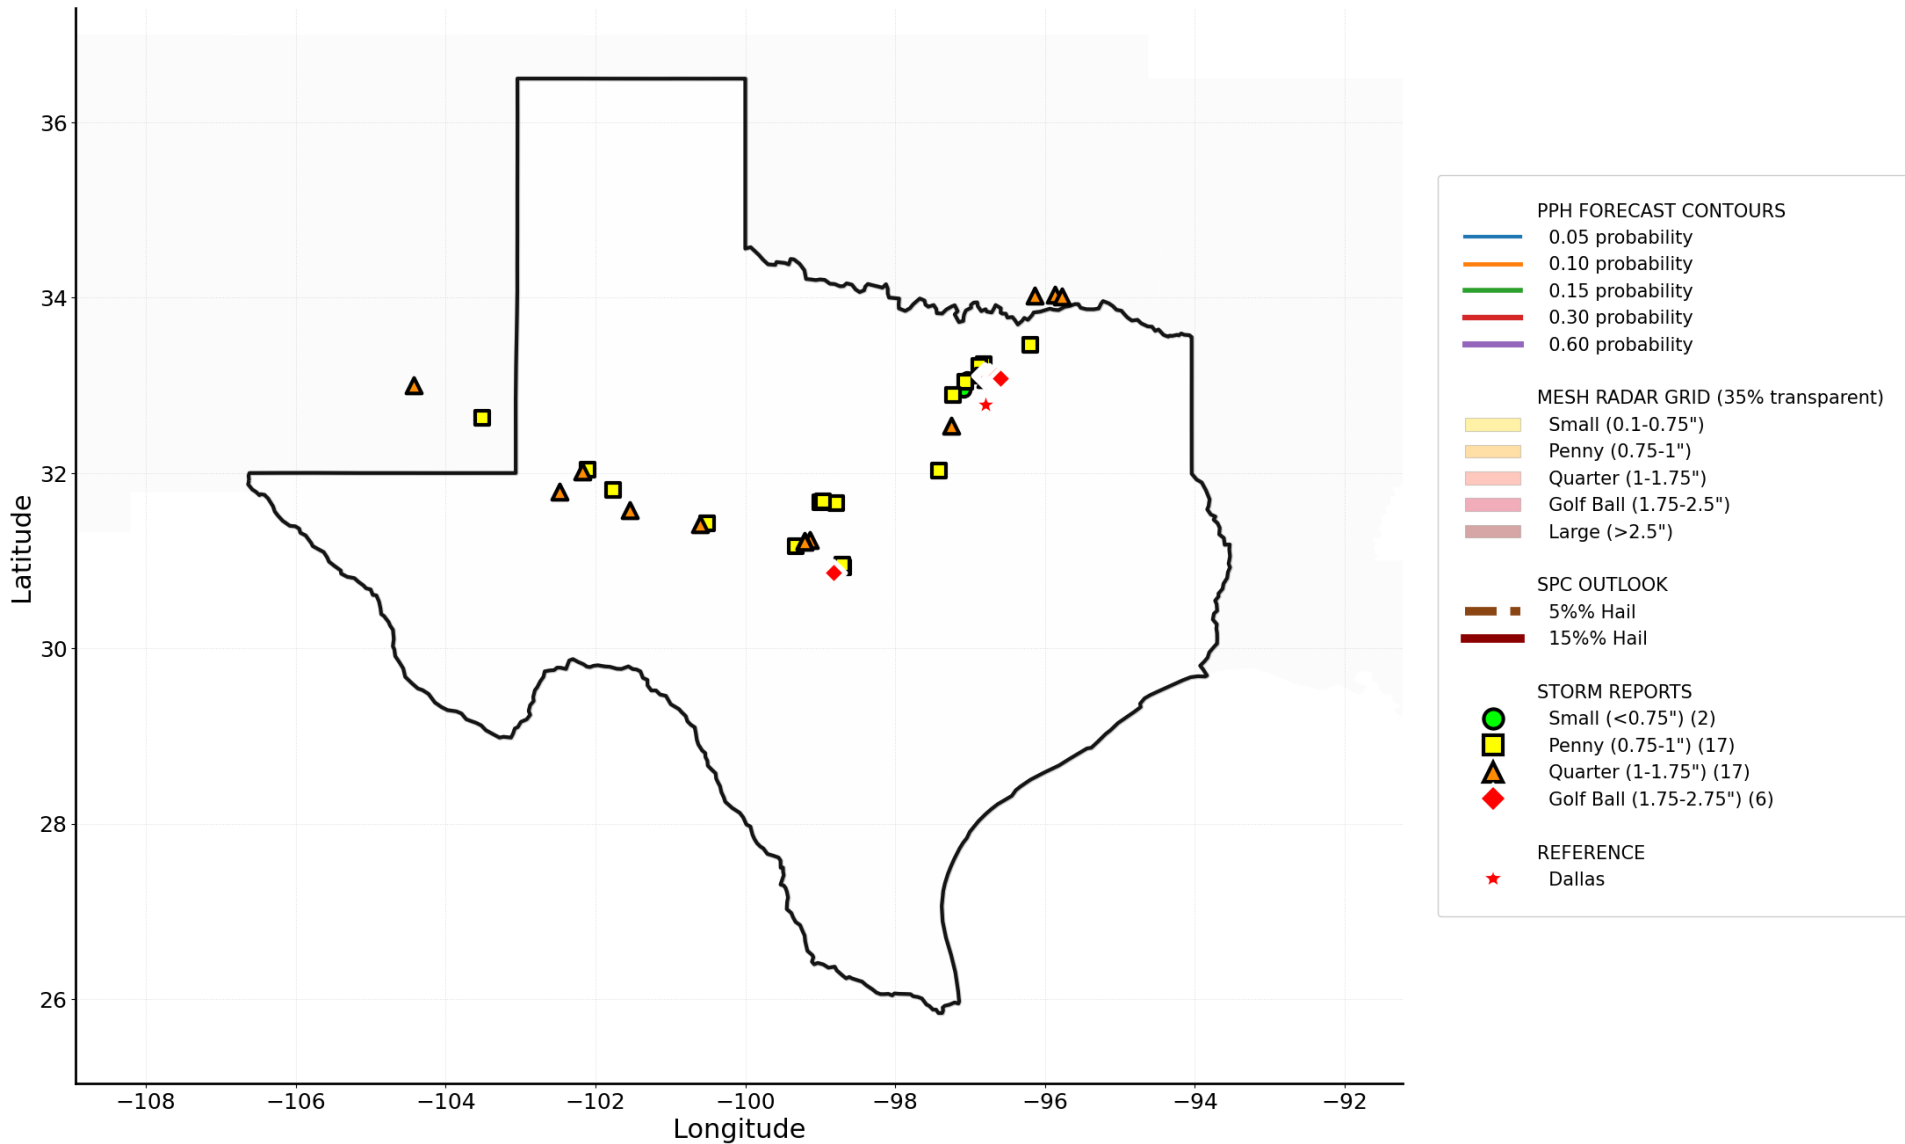 36
34
32
30
28
26
Latitude
−108
−106
−104
−102
−100
−98
−96
−94
−92
Longitude
PPH FORECAST CONTOURS
0.05 probability
0.10 probability
0.15 probability
0.30 probability
0.60 probability
MESH RADAR GRID (35% transparent)
Small (0.1-0.75")
Penny (0.75-1")
Quarter (1-1.75")
Golf Ball (1.75-2.5")
Large (>2.5")
SPC OUTLOOK
5%% Hail
15%% Hail
STORM REPORTS
Small (<0.75") (2)
Penny (0.75-1") (17)
Quarter (1-1.75") (17)
Golf Ball (1.75-2.75") (6)
REFERENCE
Dallas